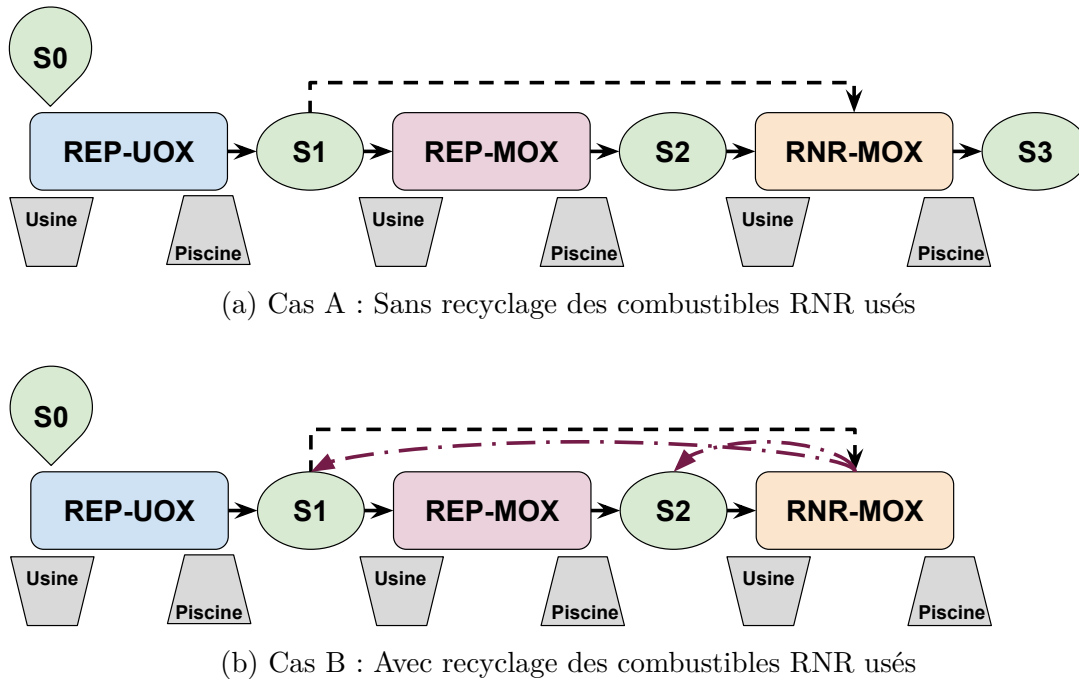 S0
REP-UOX S1 REP-MOX S2 RNR-MOX S3
Usine Piscine Usine Piscine Usine Piscine
(a) Cas A : Sans recyclage des combustibles RNR usés
S0
REP-UOX S1 REP-MOX S2 RNR-MOX
Usine Piscine Usine Piscine Usine Piscine
(b) Cas B : Avec recyclage des combustibles RNR usés